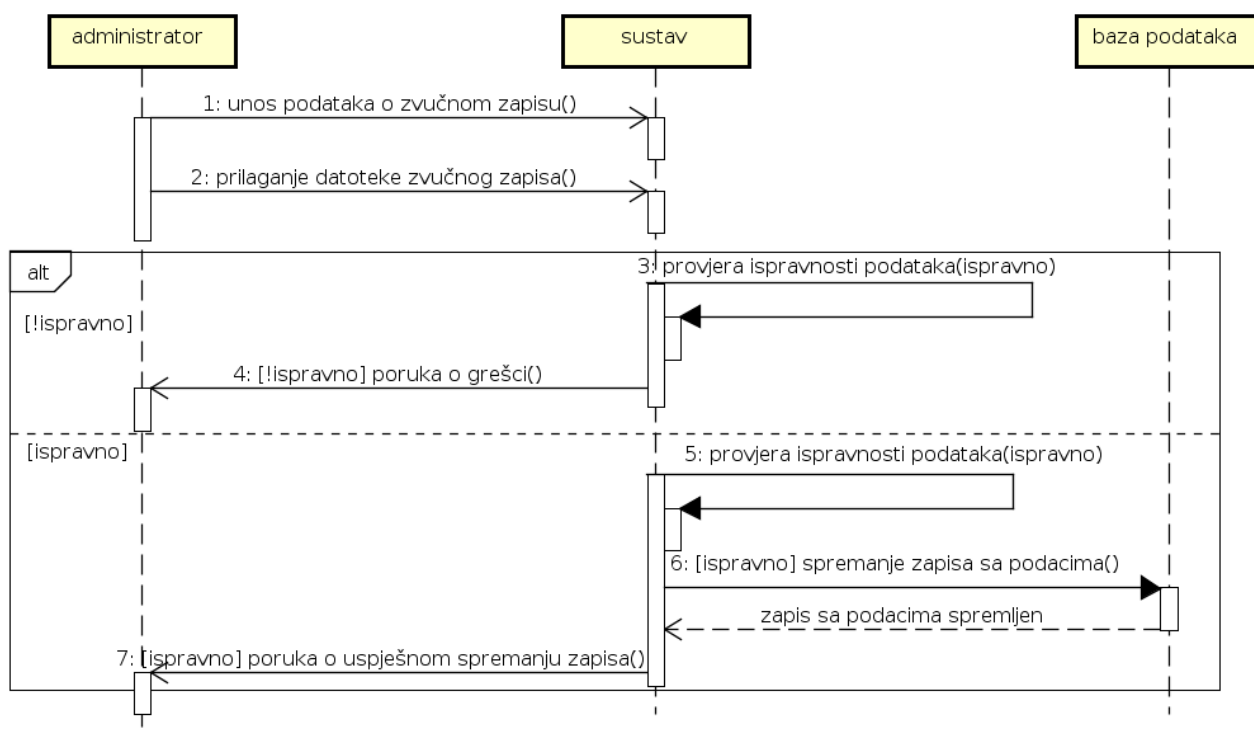 administrator
sustav
baza podataka
1: unos podataka o zvučnom zapisu()
2: prilaganje datoteke zvučnog zapisa()
alt
3: provjera ispravnosti podataka(ispravno)
[!ispravno]
4: [!ispravno] poruka o grešci()
[ispravno]
5: provjera ispravnosti podataka(ispravno)
6: [ispravno] spremanje zapisa sa podacima()
zapis sa podacima spremljen
7: [ispravno] poruka o uspješnom spremanju zapisa()